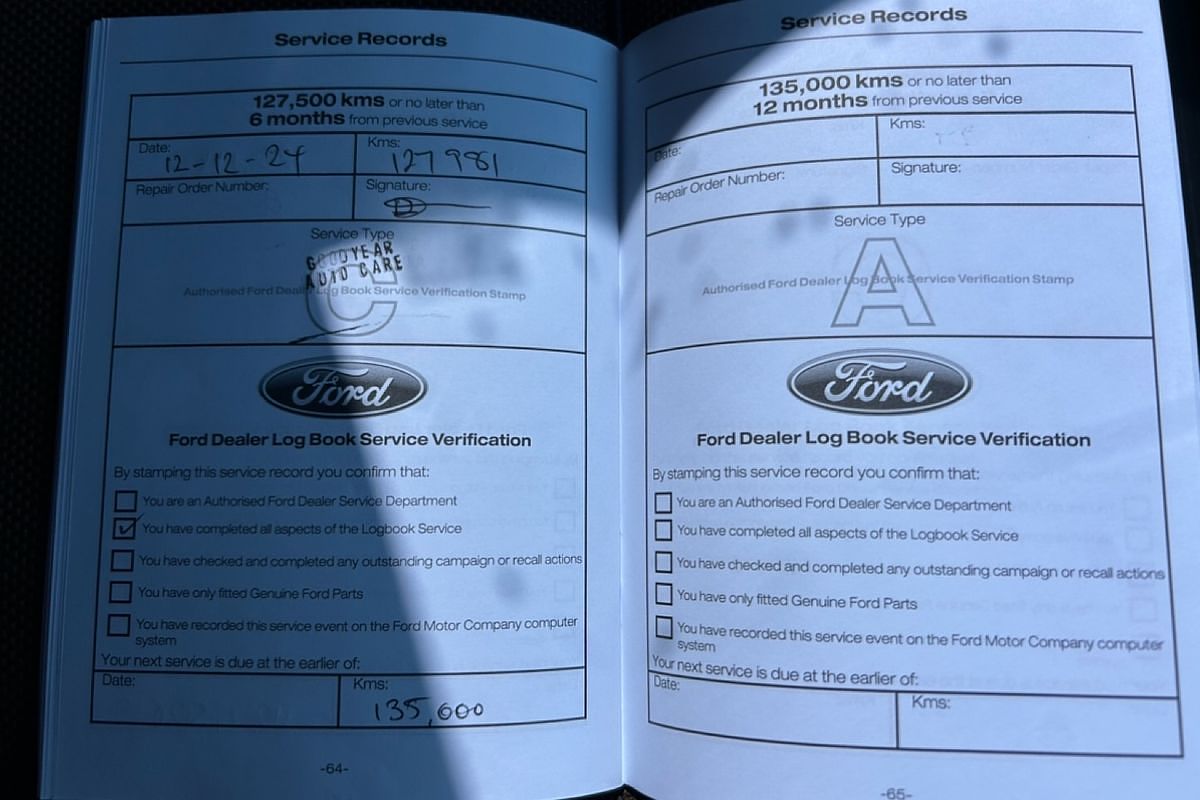 Service Records
127,500 kms or no later than
6 months from previous service
Date: 12-12-24
Kms: 127981
Repair Order Number:
Signature:
Service Type
GOODYEAR
AUTO CARE
C
Authorised Ford Dealer Log Book Service Verification Stamp
Ford
Ford Dealer Log Book Service Verification
By stamping this service record you confirm that:
You are an Authorised Ford Dealer Service Department
You have completed all aspects of the Logbook Service
You have checked and completed any outstanding campaign or recall actions
You have only fitted Genuine Ford Parts
You have recorded this service event on the Ford Motor Company computer
system
Your next service is due at the earlier of:
Date:
Kms: 135,000
-64-
Service Records
135,000 kms or no later than
12 months from previous service
Date:
Kms:
Repair Order Number:
Signature:
Service Type
A
Authorised Ford Dealer Log Book Service Verification Stamp
Ford
Ford Dealer Log Book Service Verification
By stamping this service record you confirm that:
You are an Authorised Ford Dealer Service Department
You have completed all aspects of the Logbook Service
You have checked and completed any outstanding campaign or recall actions
You have only fitted Genuine Ford Parts
You have recorded this service event on the Ford Motor Company computer
system
Your next service is due at the earlier of:
Date:
Kms:
-65-